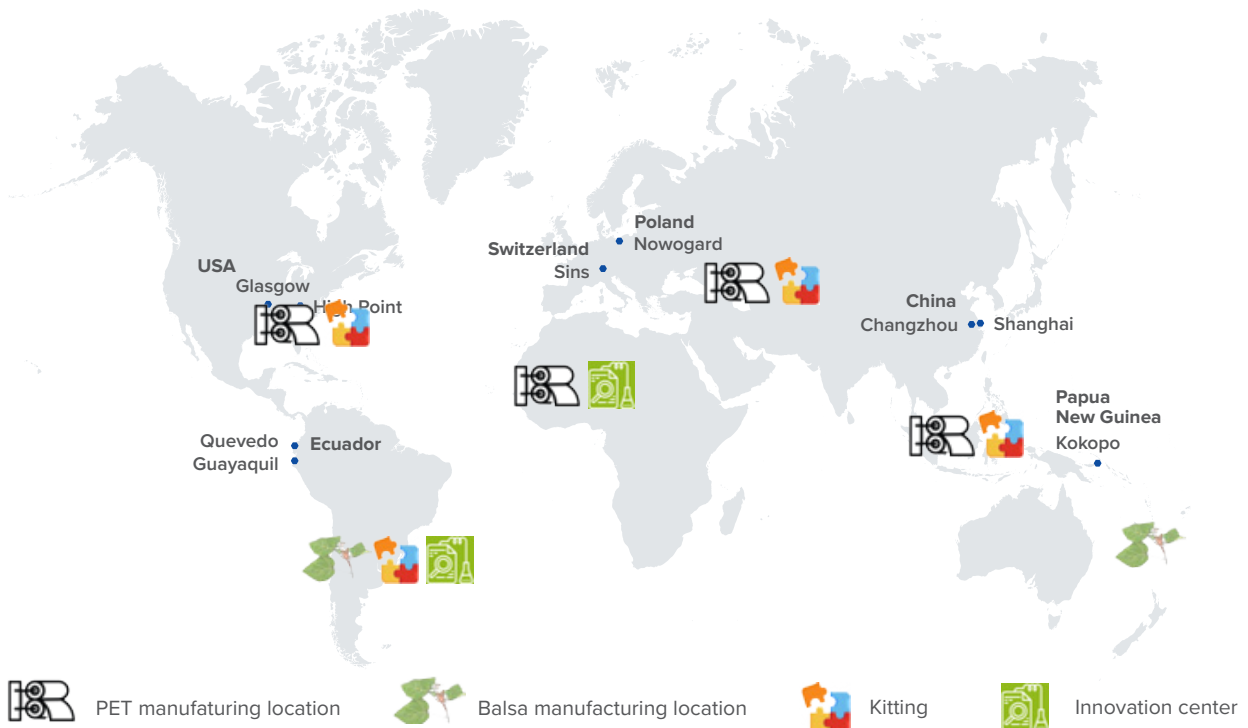 Poland
Nowogard
Switzerland
Sins
USA
Glasgow
High Point
China
Changzhou
Shanghai
Papua
New Guinea
Kokopo
Quevedo
Ecuador
Guayaquil
PET manufaturing location
Balsa manufacturing location
Kitting
Innovation center